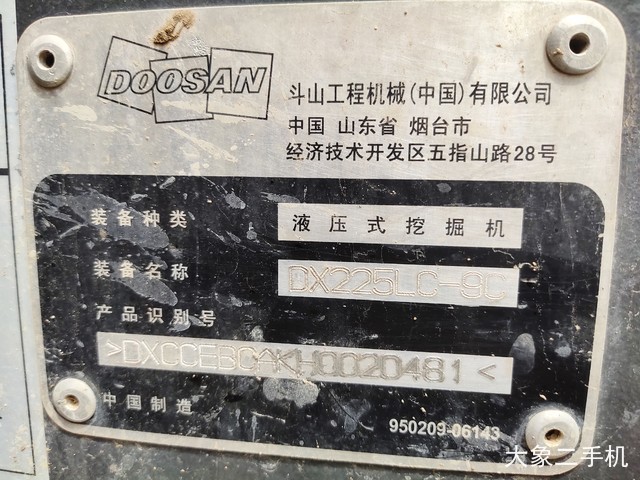 DOOSAN
斗山工程机械(中国)有限公司
中国 山东省 烟台市
经济技术开发区五指山路28号
装备种类 液压式挖掘机
装备名称 DX225LC-9C
产品识别号
>DXCCEBCAKH0020481<
中国制造
950209-06143
大象二手机